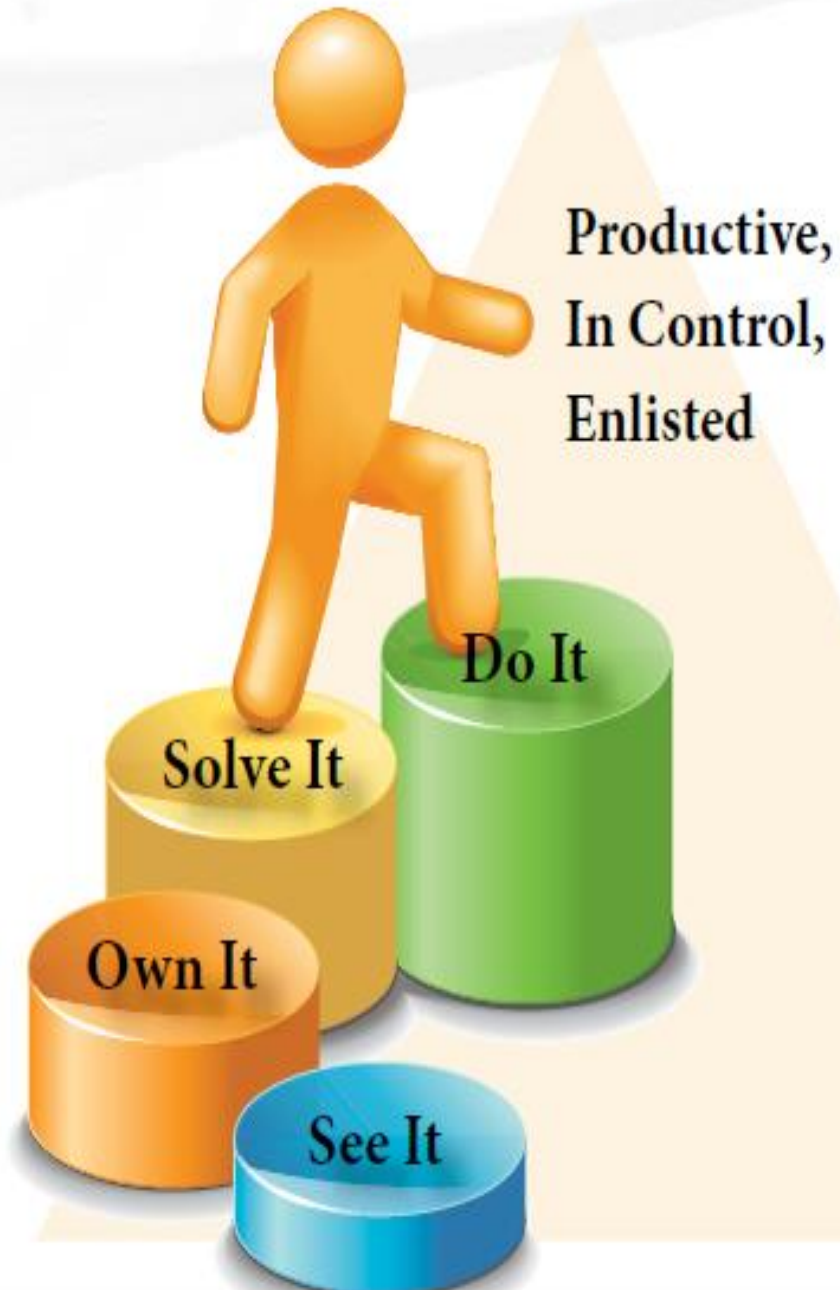 Productive,
In Control,
Enlisted
Do It
Solve It
Own It
See It